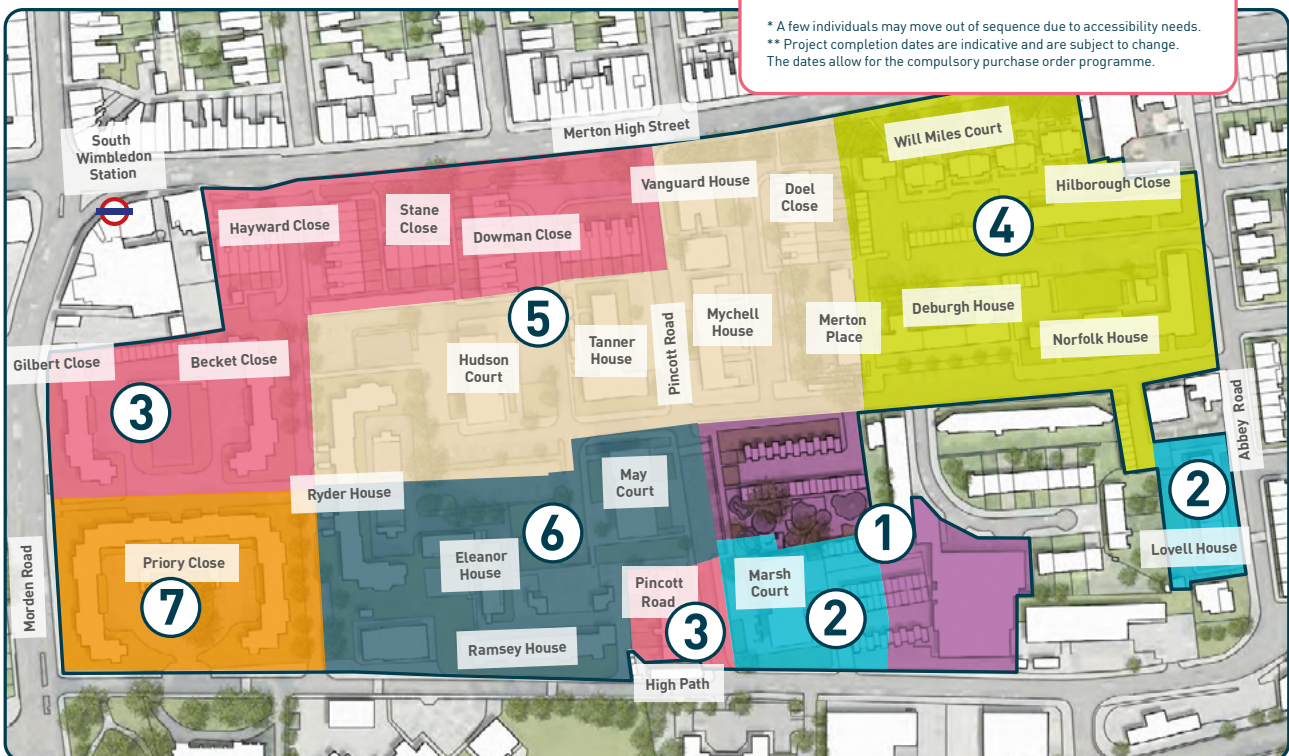 * A few individuals may move out of sequence due to accessibility needs.
** Project completion dates are indicative and are subject to change.
The dates allow for the compulsory purchase order programme.
Merton High Street
South
Wimbledon
Station
Will Miles Court
Vanguard House
Doel
Close
Hilborough Close
Hayward Close
Stane
Close
Dowman Close
4
5
Deburgh House
Mychell
House
Merton
Place
Pincott Road
Tanner
House
Norfolk House
Gilbert Close
Becket Close
Hudson
Court
3
Abbey Road
Ryder House
May
Court
2
6
1
Lovell House
Priory Close
Eleanor
House
Marsh
Court
Pincott
Road
Morden Road
7
2
3
Ramsey House
High Path